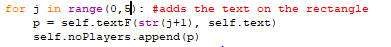 for j in range(0,5): #adds the text on the rectangle
    p = self.textF(str(j+1), self.text)
    self.noPlayers.append(p)